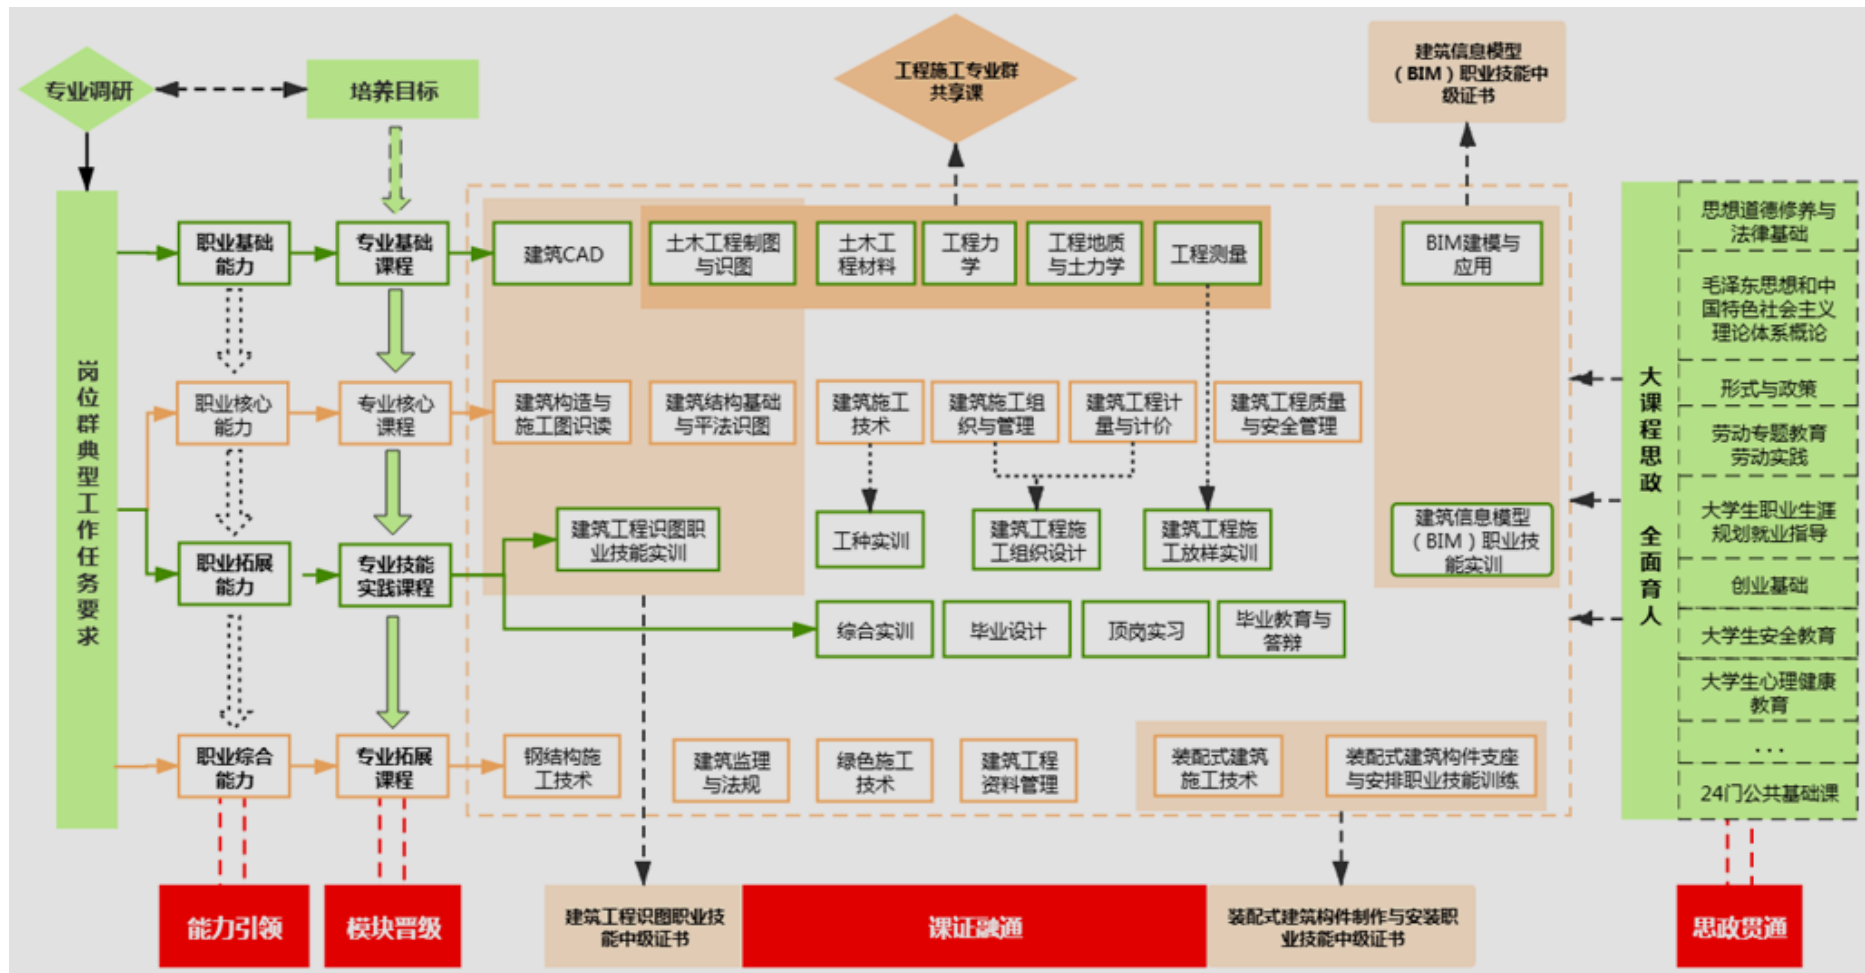 专业调研
培养目标
工程施工专业群
共享课
建筑信息模型
（BIM）职业技能中
级证书
岗位群典型工作任务要求
职业基础
能力
专业基础
课程
建筑CAD
土木工程制图
与识图
土木工
程材料
工程力
学
工程地质
与土力学
工程测量
BIM建模与
应用
职业核心
能力
专业核心
课程
建筑构造与
施工图识读
建筑结构基础
与平法识图
建筑施工
技术
建筑施工组
织与管理
建筑工程计
量与计价
建筑工程质量
与安全管理
职业拓展
能力
专业技能
实践课程
建筑工程识图职
业技能实训
工种实训
建筑工程施
工组织设计
建筑工程施
工放样实训
建筑信息模型
（BIM）职业技
能实训
综合实训
毕业设计
顶岗实习
毕业教育与
答辩
职业综合
能力
专业拓展
课程
钢结构施
工技术
建筑监理
与法规
绿色施工
技术
建筑工程
资料管理
装配式建筑
施工技术
装配式建筑构件支座
与安排职业技能训练
大课程思政 全面育人
思想道德修养与
法律基础
毛泽东思想和中
国特色社会主义
理论体系概论
形式与政策
劳动专题教育
劳动实践
大学生职业生涯
规划就业指导
创业基础
大学生安全教育
大学生心理健康
教育
...
24门公共基础课
能力引领
模块晋级
建筑工程识图职业技
能中级证书
课证融通
装配式建筑构件制作与安装职
业技能中级证书
思政贯通